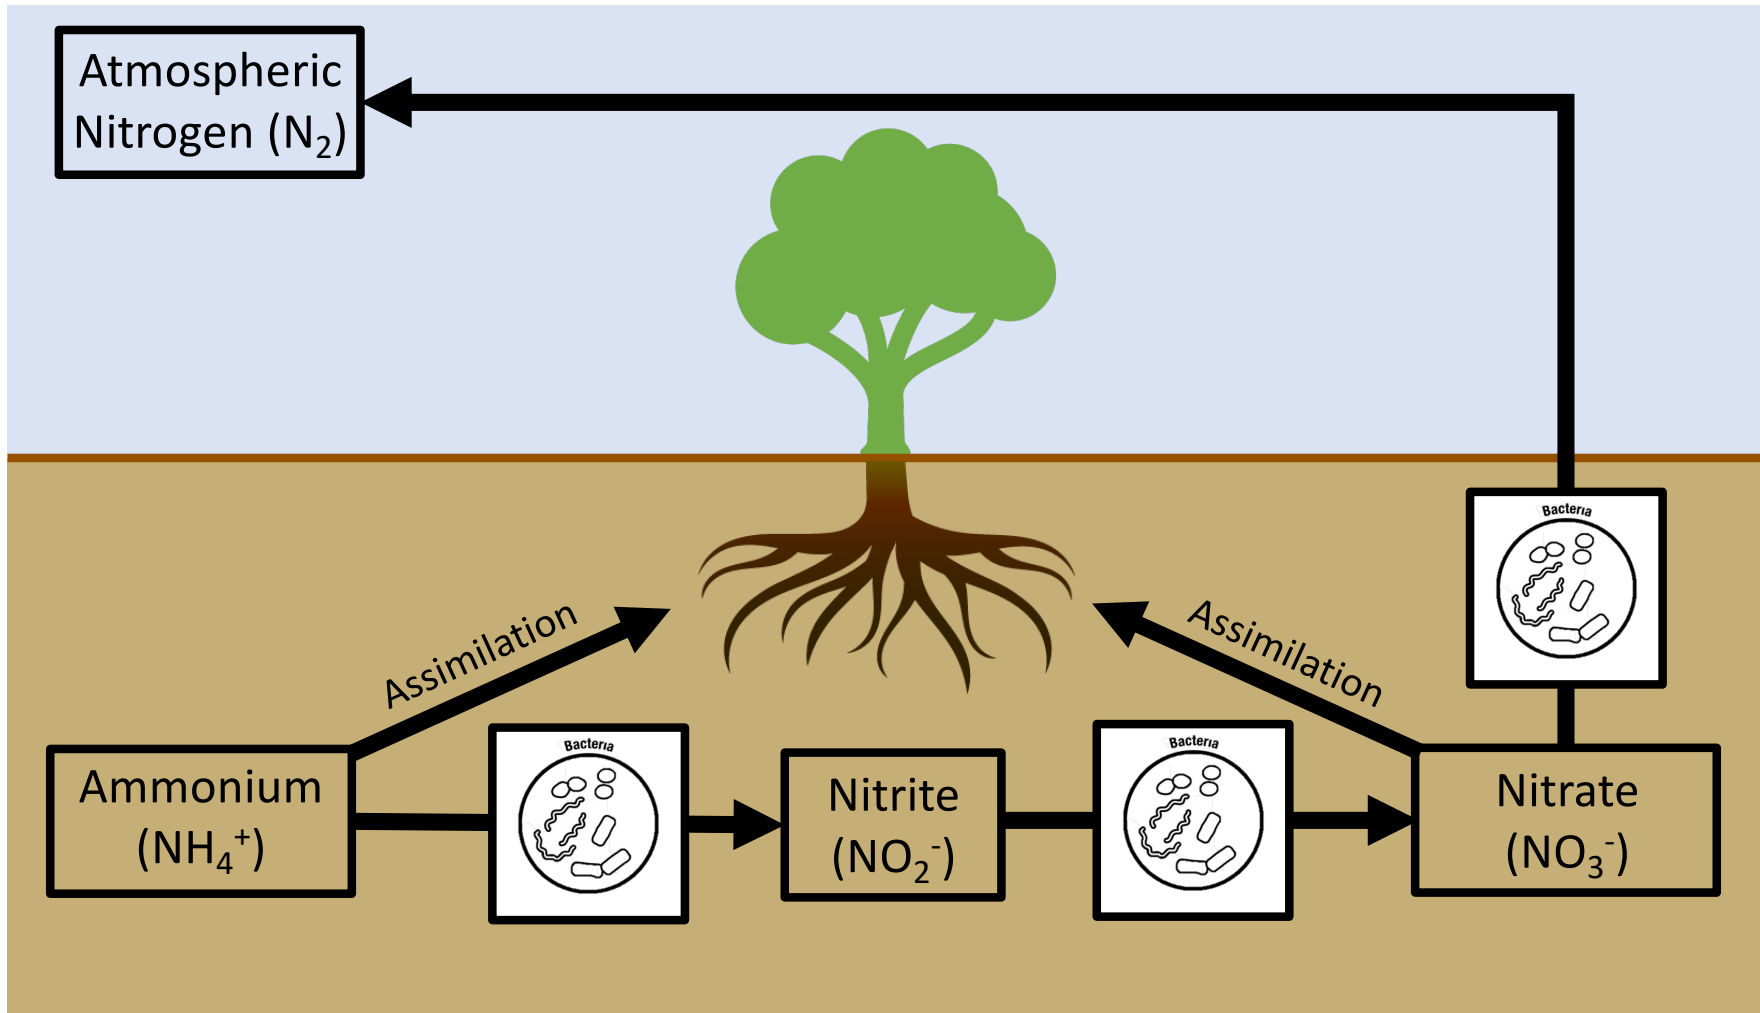 Atmospheric
Nitrogen (N₂)
Bacteria
Assimilation
Assimilation
Bacteria
Bacteria
Ammonium
(NH₄⁺)
Nitrite
(NO₂⁻)
Nitrate
(NO₃⁻)